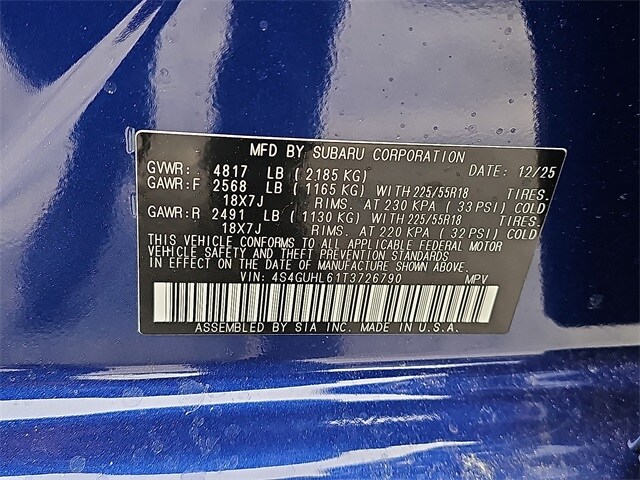 MFD BY SUBARU CORPORATION DATE: 12/25
GVWR: 4817 LB ( 2185 KG)
GAWR:F 2568 LB ( 1165 KG) WITH 225/55R18 TIRES.
18X7J RIMS. AT 230 KPA ( 33 PSI) COLD
GAWR:R 2491 LB ( 1130 KG) WITH 225/55R18 TIRES.
18X7J RIMS. AT 220 KPA ( 32 PSI) COLD
THIS VEHICLE CONFORMS TO ALL APPLICABLE FEDERAL MOTOR
VEHICLE SAFETY AND THEFT PREVENTION STANDARDS
IN EFFECT ON THE DATE OF MANUFACTURE SHOWN ABOVE.
VIN: 4S4GUHL61T3726790 MPV
ASSEMBLED BY SIA INC. MADE IN U.S.A.